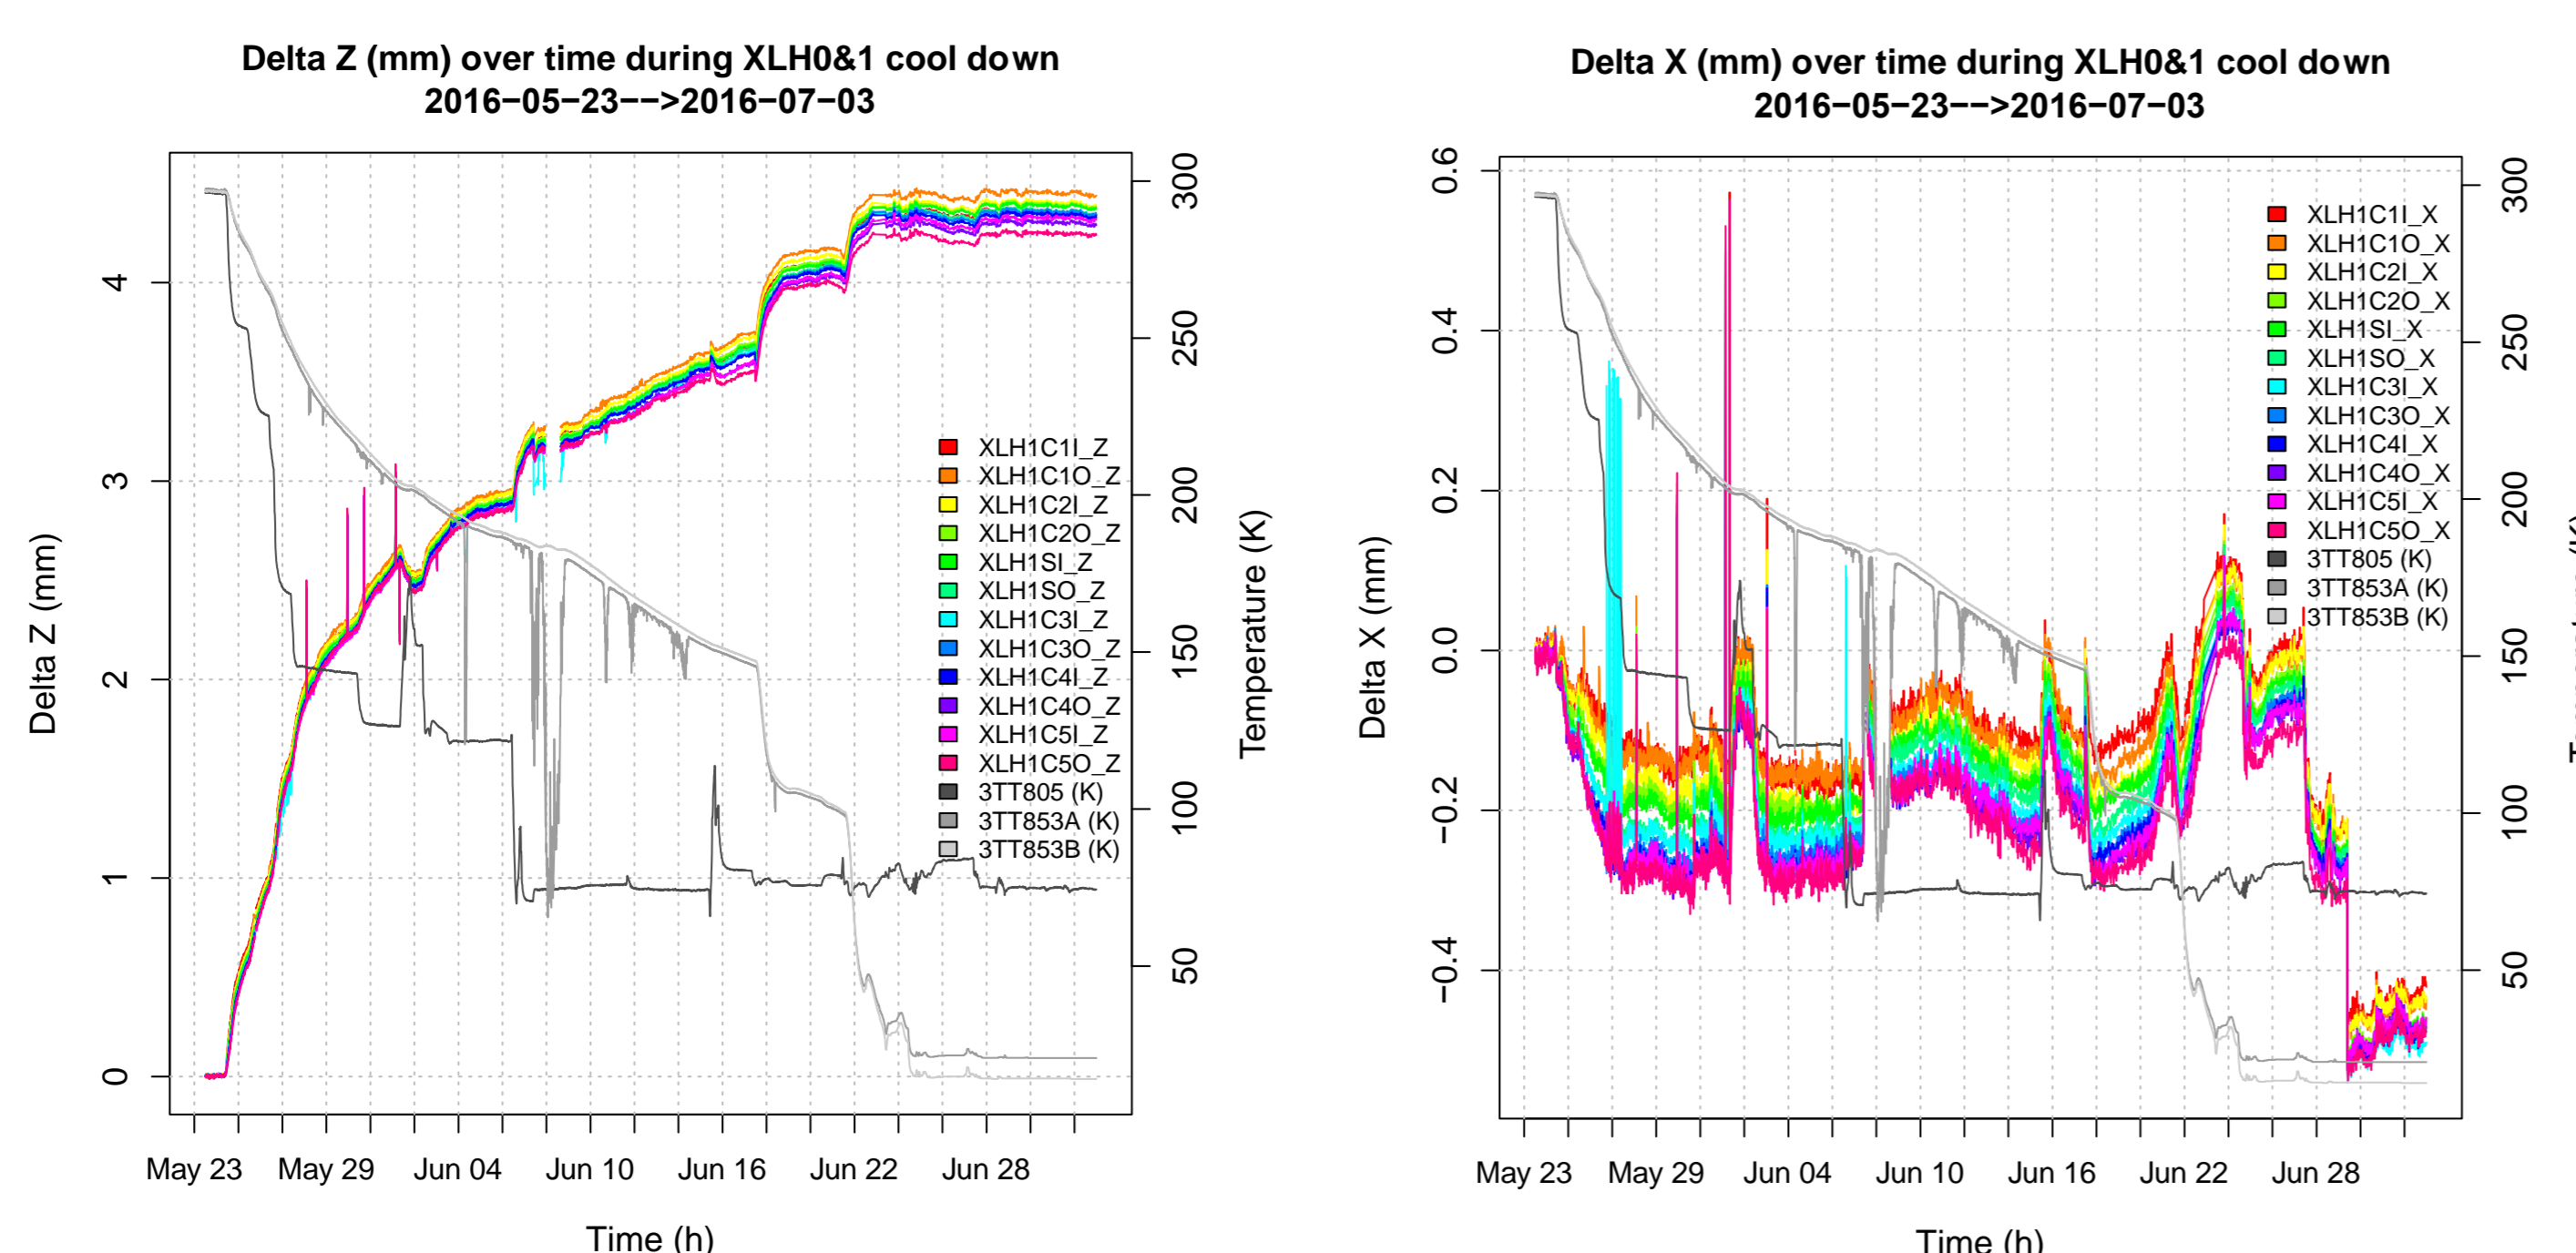 Delta Z (mm) over time during XLH0&1 cool down
2016−05−23−−>2016−07−03
Delta Z (mm)
0
1
2
3
4
50
100
150
200
250
300
Temperature (K)
XLH1C1I_Z
XLH1C1O_Z
XLH1C2I_Z
XLH1C2O_Z
XLH1SI_Z
XLH1SO_Z
XLH1C3I_Z
XLH1C3O_Z
XLH1C4I_Z
XLH1C4O_Z
XLH1C5I_Z
XLH1C5O_Z
3TT805 (K)
3TT853A (K)
3TT853B (K)
May 23 May 29 Jun 04 Jun 10 Jun 16 Jun 22 Jun 28
Time (h)
Delta X (mm) over time during XLH0&1 cool down
2016−05−23−−>2016−07−03
Delta X (mm)
−0.4
−0.2
0.0
0.2
0.4
0.6
50
100
150
200
250
300
XLH1C1I_X
XLH1C1O_X
XLH1C2I_X
XLH1C2O_X
XLH1SI_X
XLH1SO_X
XLH1C3I_X
XLH1C3O_X
XLH1C4I_X
XLH1C4O_X
XLH1C5I_X
XLH1C5O_X
3TT805 (K)
3TT853A (K)
3TT853B (K)
May 23 May 29 Jun 04 Jun 10 Jun 16 Jun 22 Jun 28
Time (h)